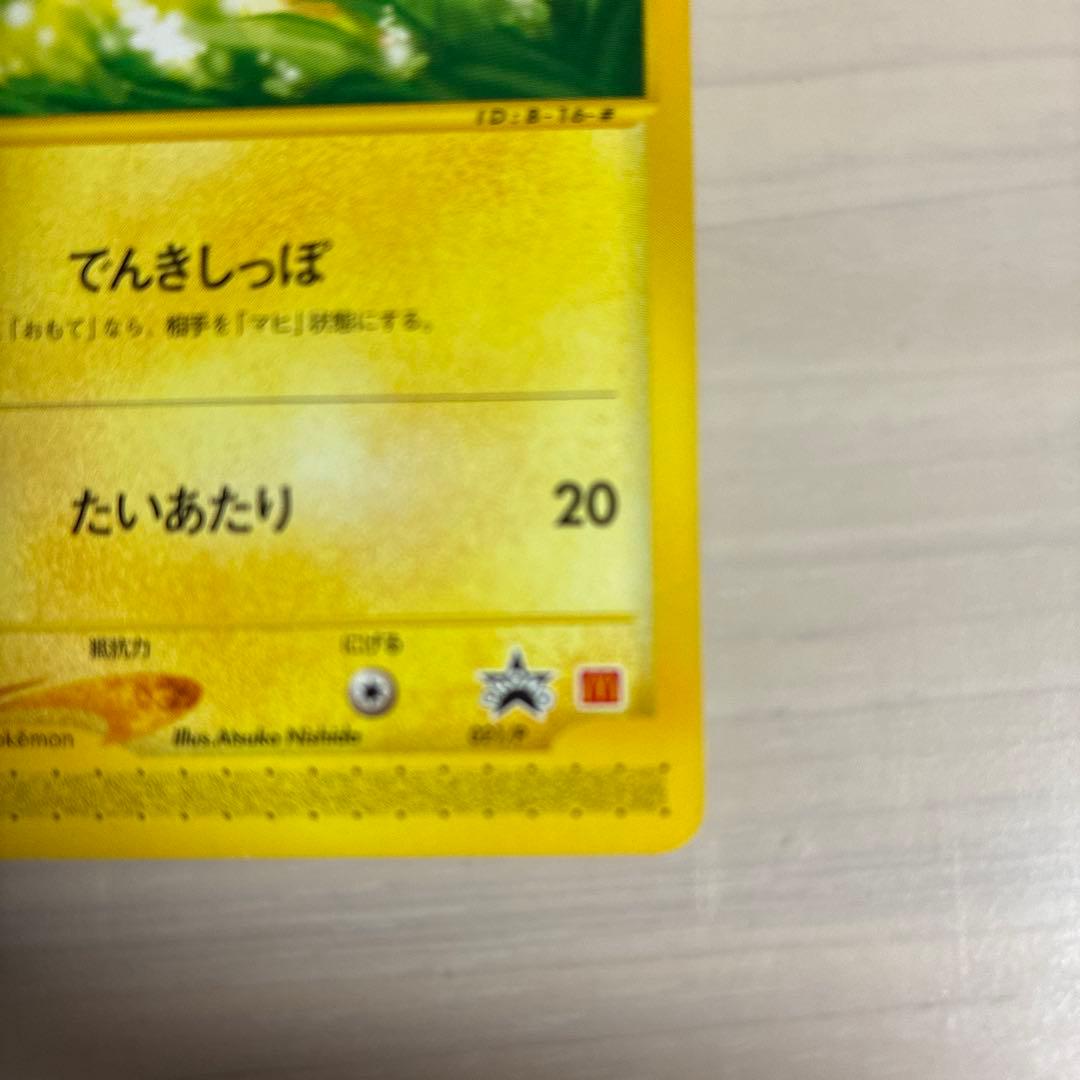 ID:B-16-#
でんきしっぽ
「おもて」なら、相手を「マヒ」状態にする。
たいあたり 20
抵抗力 にげる
okémon Illus.Atsuko Nishida